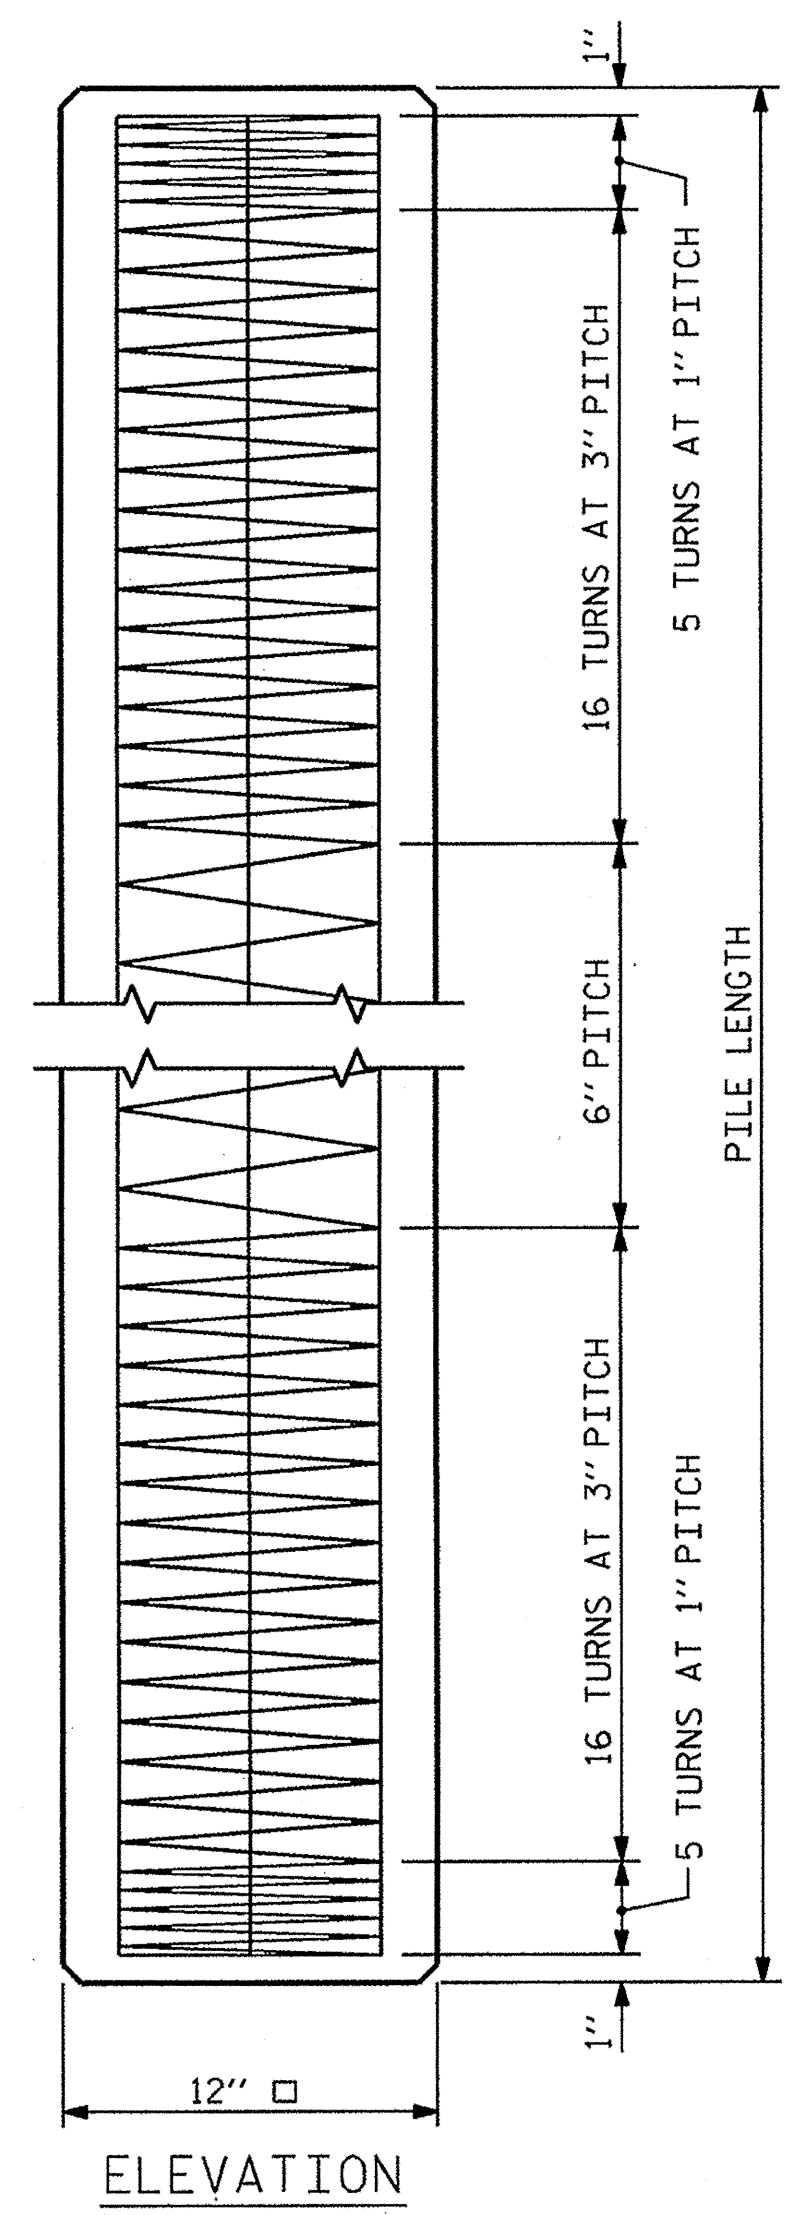 1"
5 TURNS AT 1" PITCH
16 TURNS AT 3" PITCH
6" PITCH
PILE LENGTH
16 TURNS AT 3" PITCH
5 TURNS AT 1" PITCH
1"
12" □
ELEVATION